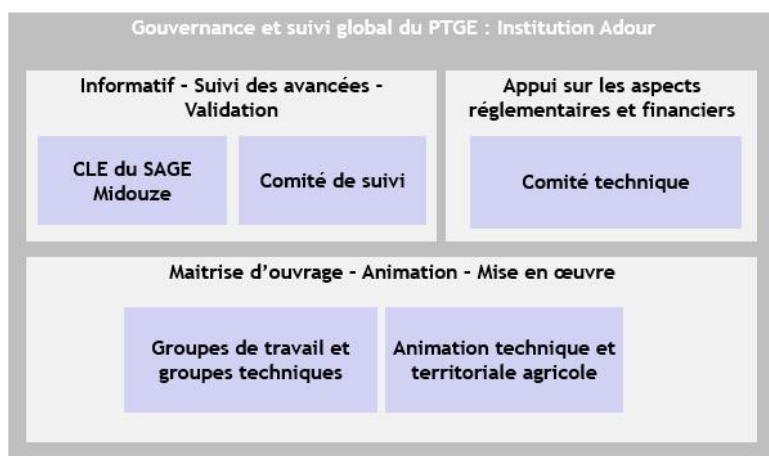 Gouvernance et suivi global du PTGE : Institution Adour
Informatif - Suivi des avancées -
Validation
CLE du SAGE
Midouze
Comité de suivi
Appui sur les aspects
réglementaires et financiers
Comité technique
Maitrise d'ouvrage - Animation - Mise en œuvre
Groupes de travail et
groupes techniques
Animation technique et
territoriale agricole